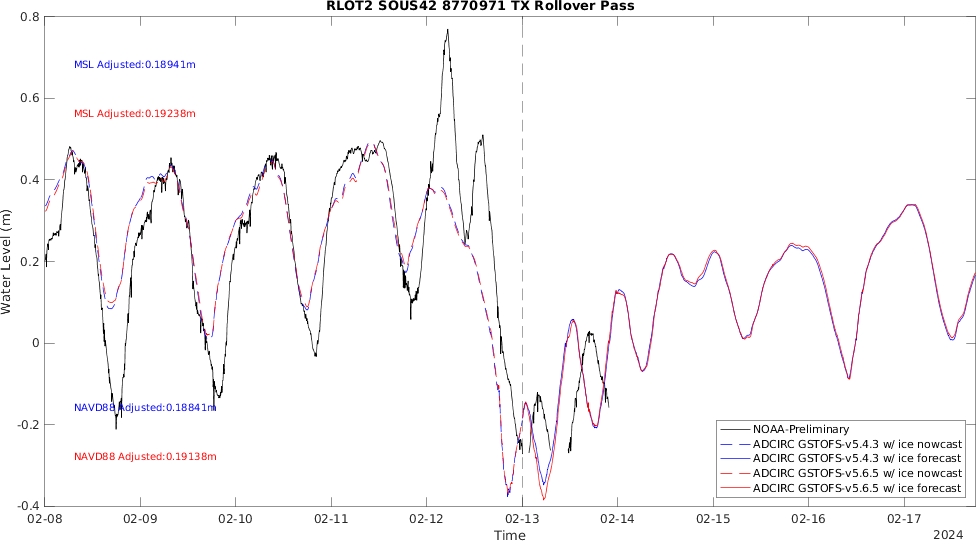 RLOT2 SOUS42 8770971 TX Rollover Pass
0.8
MSL Adjusted:0.18941m
0.6
MSL Adjusted:0.19238m
0.4
0.2
Water Level (m)
0
NAVD88 Adjusted:0.18841m
-0.2
NOAA-Preliminary
ADCIRC GSTOFS-v5.4.3 w/ ice nowcast
NAVD88 Adjusted:0.19138m
ADCIRC GSTOFS-v5.4.3 w/ ice forecast
ADCIRC GSTOFS-v5.6.5 w/ ice nowcast
ADCIRC GSTOFS-v5.6.5 w/ ice forecast
-0.4
02-08 02-09 02-10 02-11 02-12 02-13 02-14 02-15 02-16 02-17
Time
2024